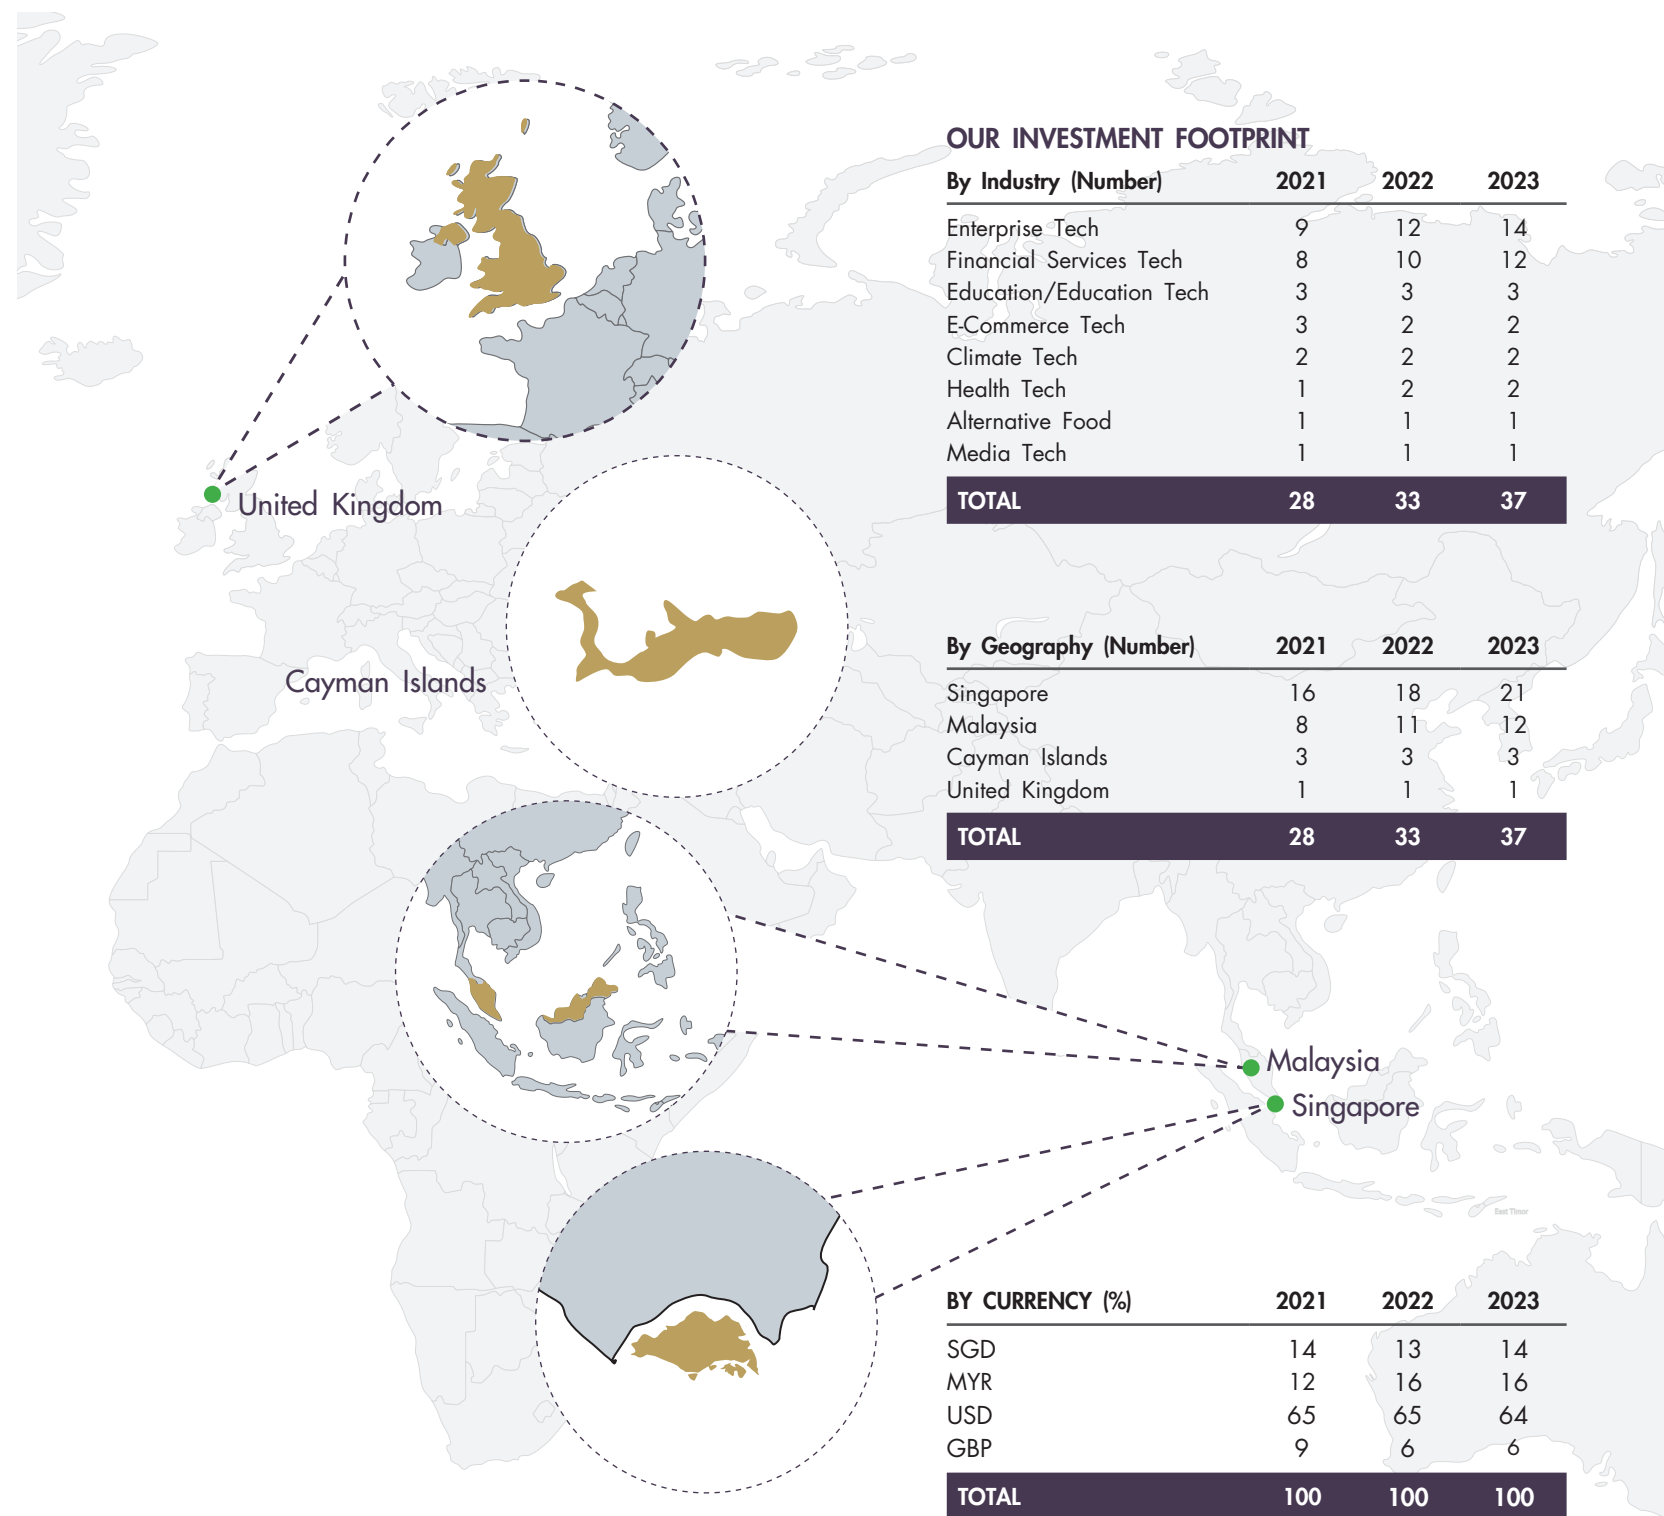 OUR INVESTMENT FOOTPRINT
By Industry (Number) 2021 2022 2023
Enterprise Tech 9 12 14
Financial Services Tech 8 10 12
Education/Education Tech 3 3 3
E-Commerce Tech 3 2 2
Climate Tech 2 2 2
Health Tech 1 2 2
Alternative Food 1 1 1
Media Tech 1 1 1
TOTAL 28 33 37
United Kingdom
Cayman Islands
By Geography (Number) 2021 2022 2023
Singapore 16 18 21
Malaysia 8 11 12
Cayman Islands 3 3 3
United Kingdom 1 1 1
TOTAL 28 33 37
Malaysia
Singapore
East Timor
BY CURRENCY (%) 2021 2022 2023
SGD 14 13 14
MYR 12 16 16
USD 65 65 64
GBP 9 6 6
TOTAL 100 100 100